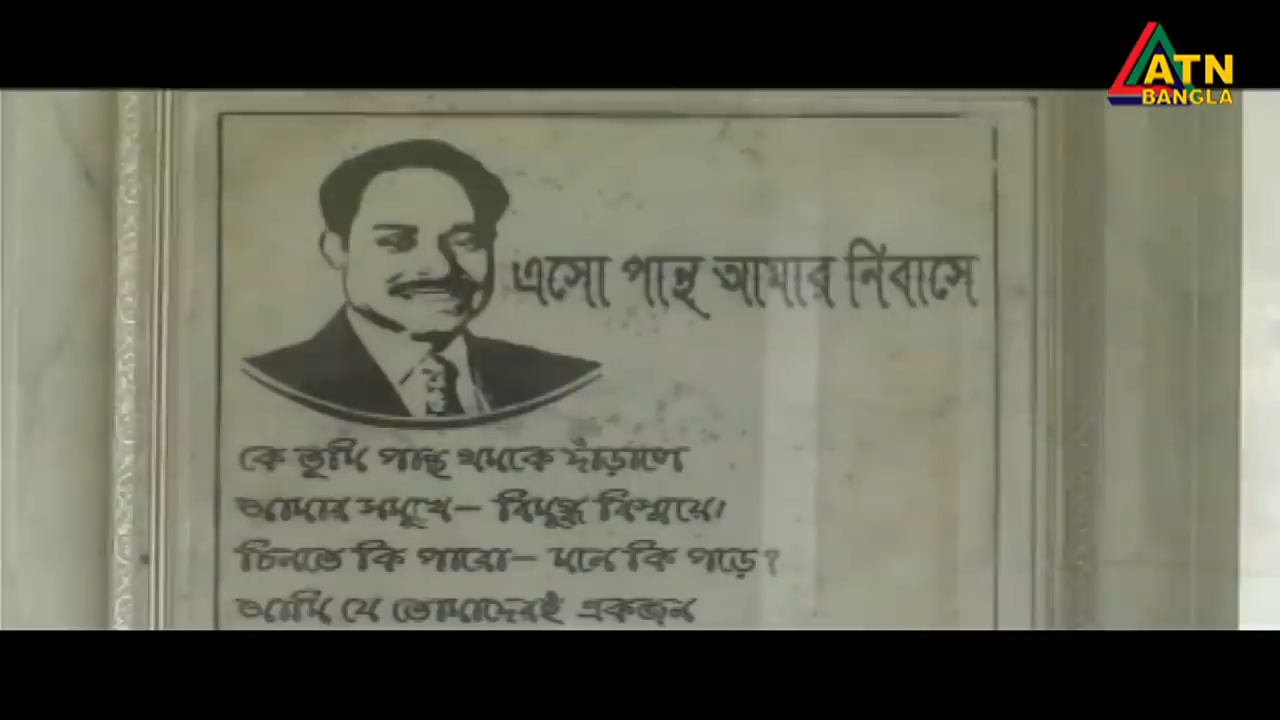 ATN
BANGLA
এসো পান্থ আমার নিবাসে
কে তুমি পান্থ থমকে দাঁড়ালে
আমার সমুখে- বিমুগ্ধ বিস্ময়ে।
চিনতে কি পারো- মনে কি পড়ে?
আমি যে তোমাদেরই একজন